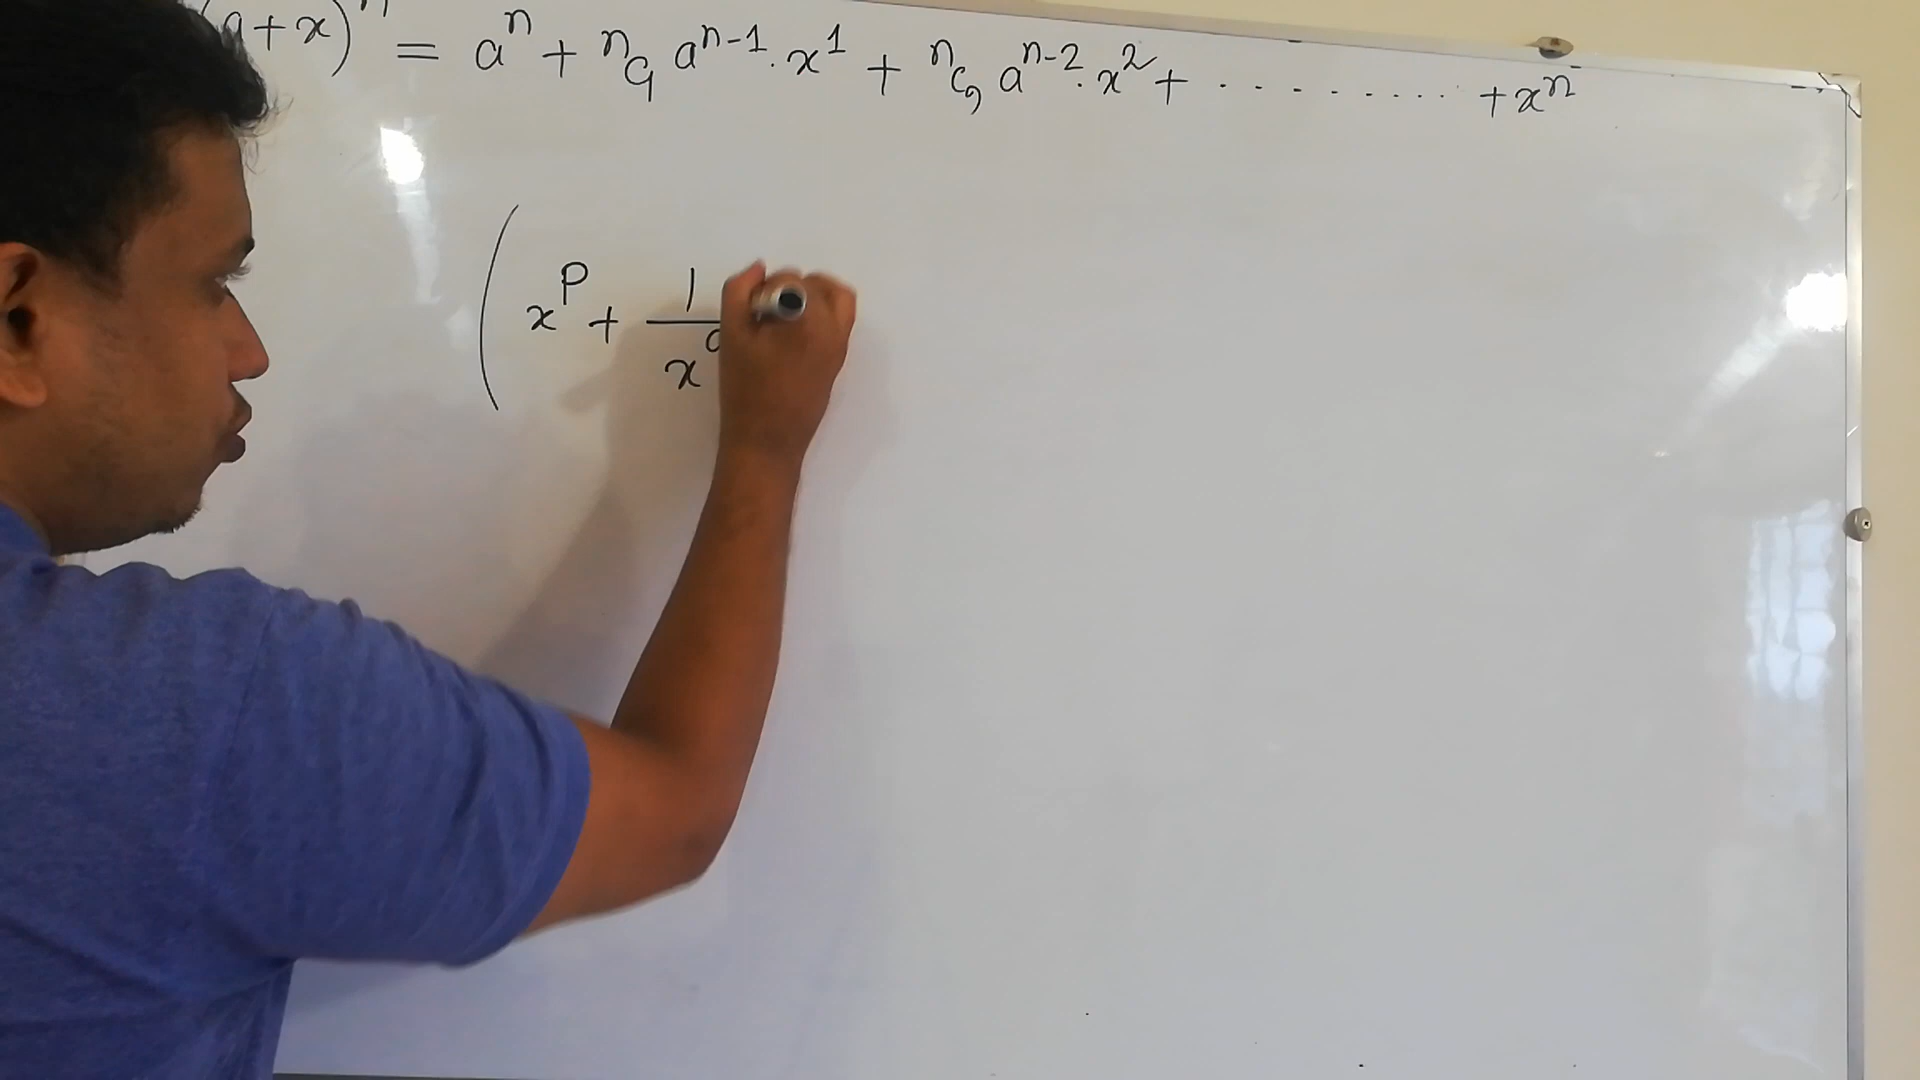 (a+x)ⁿ = aⁿ + ⁿC₁ aⁿ⁻¹.x¹ + ⁿC₂ aⁿ⁻².x² + .......... + xⁿ
( xᴾ + 1/x